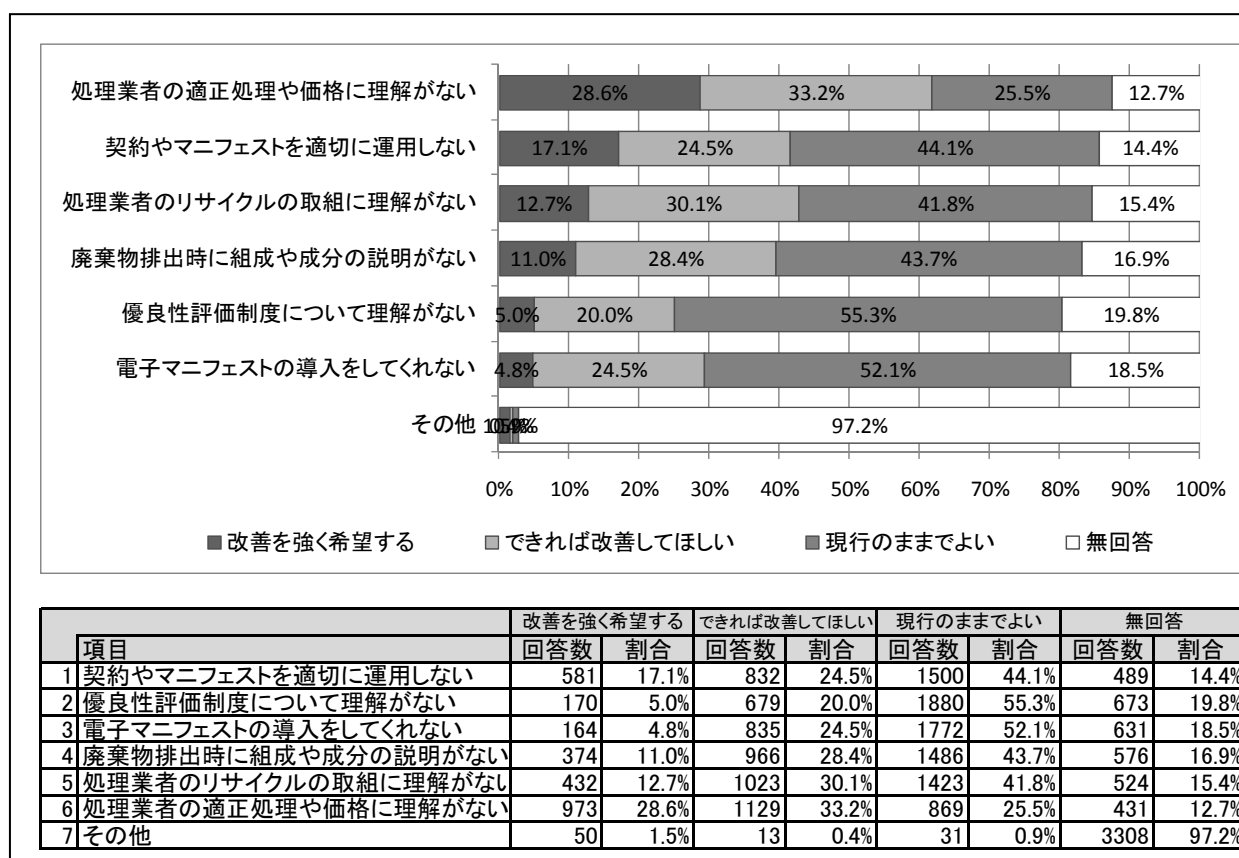 処理業者の適正処理や価格に理解がない 28.6% 33.2% 25.5% 12.7%
契約やマニフェストを適切に運用しない 17.1% 24.5% 44.1% 14.4%
処理業者のリサイクルの取組に理解がない 12.7% 30.1% 41.8% 15.4%
廃棄物排出時に組成や成分の説明がない 11.0% 28.4% 43.7% 16.9%
優良性評価制度について理解がない 5.0% 20.0% 55.3% 19.8%
電子マニフェストの導入をしてくれない 4.8% 24.5% 52.1% 18.5%
その他 97.2%
0% 10% 20% 30% 40% 50% 60% 70% 80% 90% 100%
改善を強く希望する できれば改善してほしい 現行のままでよい 無回答
改善を強く希望する できれば改善してほしい 現行のままでよい 無回答
項目 回答数 割合 回答数 割合 回答数 割合 回答数 割合
1 契約やマニフェストを適切に運用しない 581 17.1% 832 24.5% 1500 44.1% 489 14.4%
2 優良性評価制度について理解がない 170 5.0% 679 20.0% 1880 55.3% 673 19.8%
3 電子マニフェストの導入をしてくれない 164 4.8% 835 24.5% 1772 52.1% 631 18.5%
4 廃棄物排出時に組成や成分の説明がない 374 11.0% 966 28.4% 1486 43.7% 576 16.9%
5 処理業者のリサイクルの取組に理解がない 432 12.7% 1023 30.1% 1423 41.8% 524 15.4%
6 処理業者の適正処理や価格に理解がない 973 28.6% 1129 33.2% 869 25.5% 431 12.7%
7 その他 50 1.5% 13 0.4% 31 0.9% 3308 97.2%